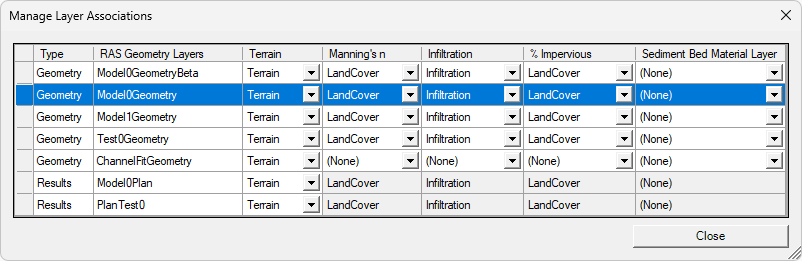 Manage Layer Associations
Type RAS Geometry Layers Terrain Manning's n Infiltration % Impervious Sediment Bed Material Layer
Geometry Model0GeometryBeta Terrain LandCover Infiltration LandCover (None)
Geometry Model0Geometry Terrain LandCover Infiltration LandCover (None)
Geometry Model1Geometry Terrain LandCover Infiltration LandCover (None)
Geometry Test0Geometry Terrain LandCover Infiltration LandCover (None)
Geometry ChannelFitGeometry Terrain (None) (None) (None) (None)
Results Model0Plan Terrain LandCover Infiltration LandCover (None)
Results PlanTest0 Terrain LandCover Infiltration LandCover (None)
Close